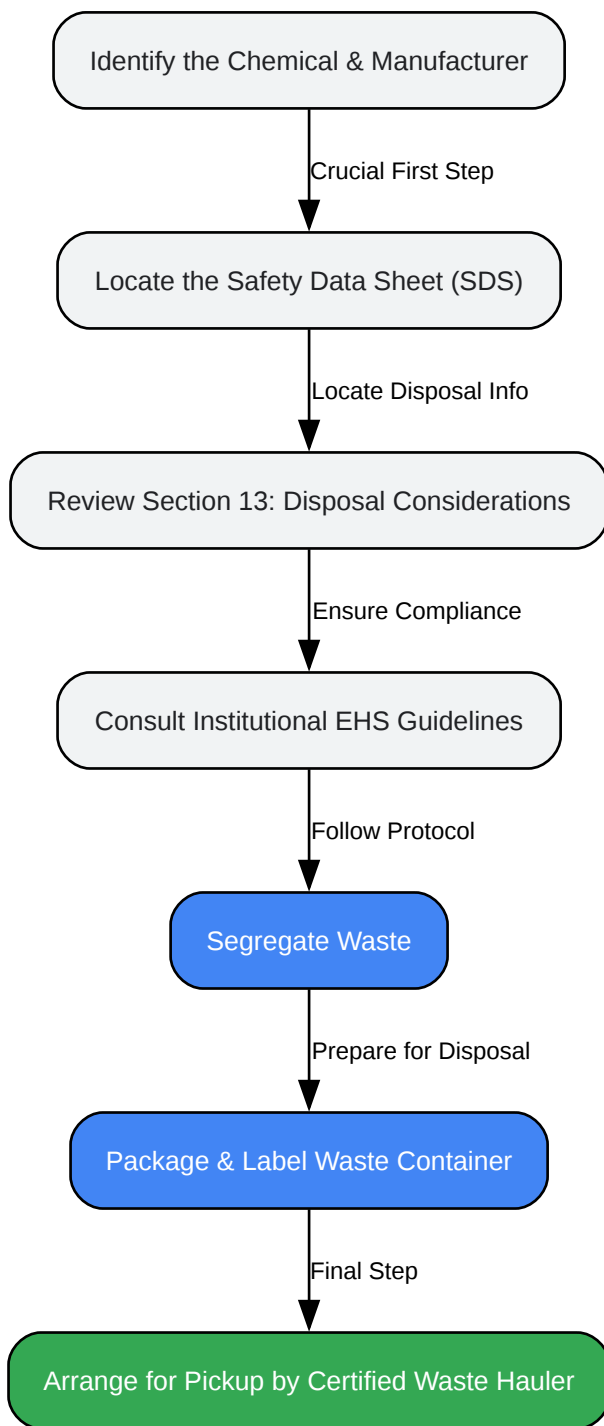 Identify the Chemical & Manufacturer
Crucial First Step
Locate the Safety Data Sheet (SDS)
Locate Disposal Info
Review Section 13: Disposal Considerations
Ensure Compliance
Consult Institutional EHS Guidelines
Follow Protocol
Segregate Waste
Prepare for Disposal
Package & Label Waste Container
Final Step
Arrange for Pickup by Certified Waste Hauler